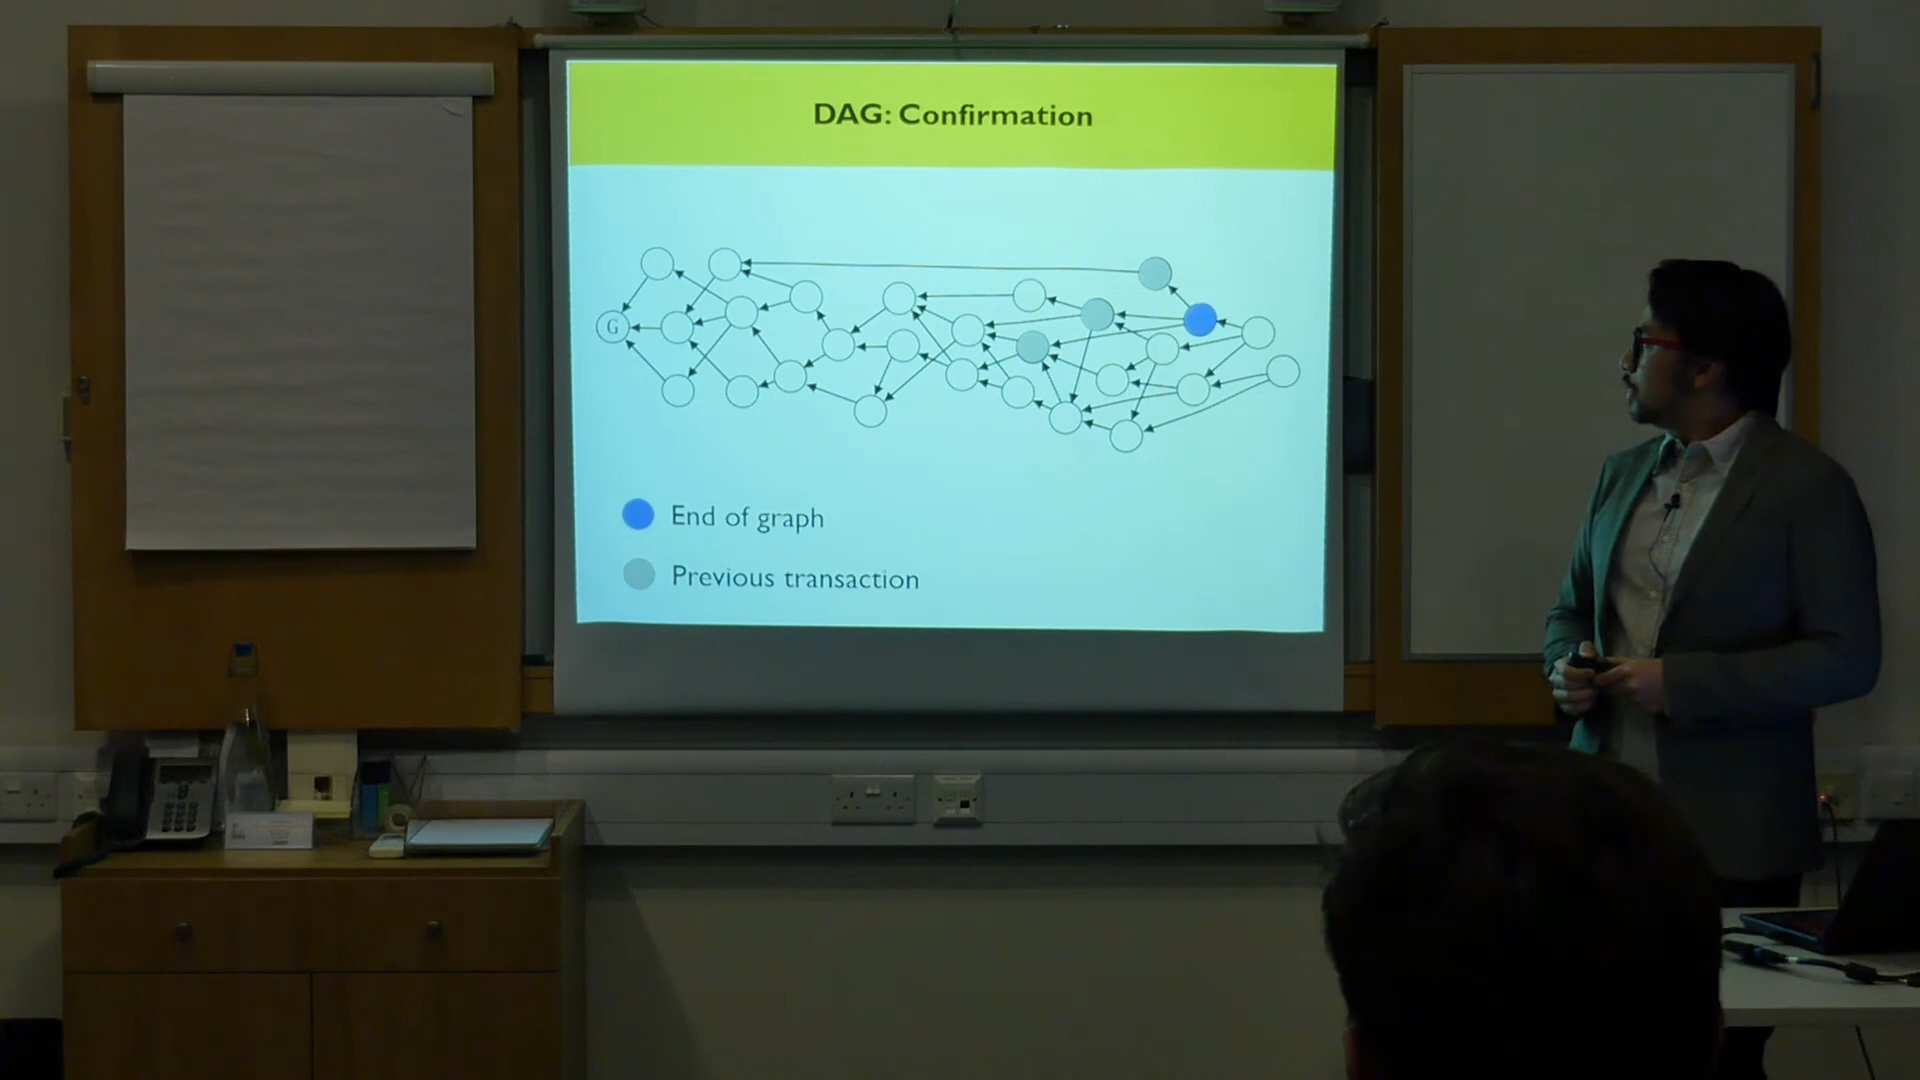 DAG: Confirmation
G
End of graph
Previous transaction